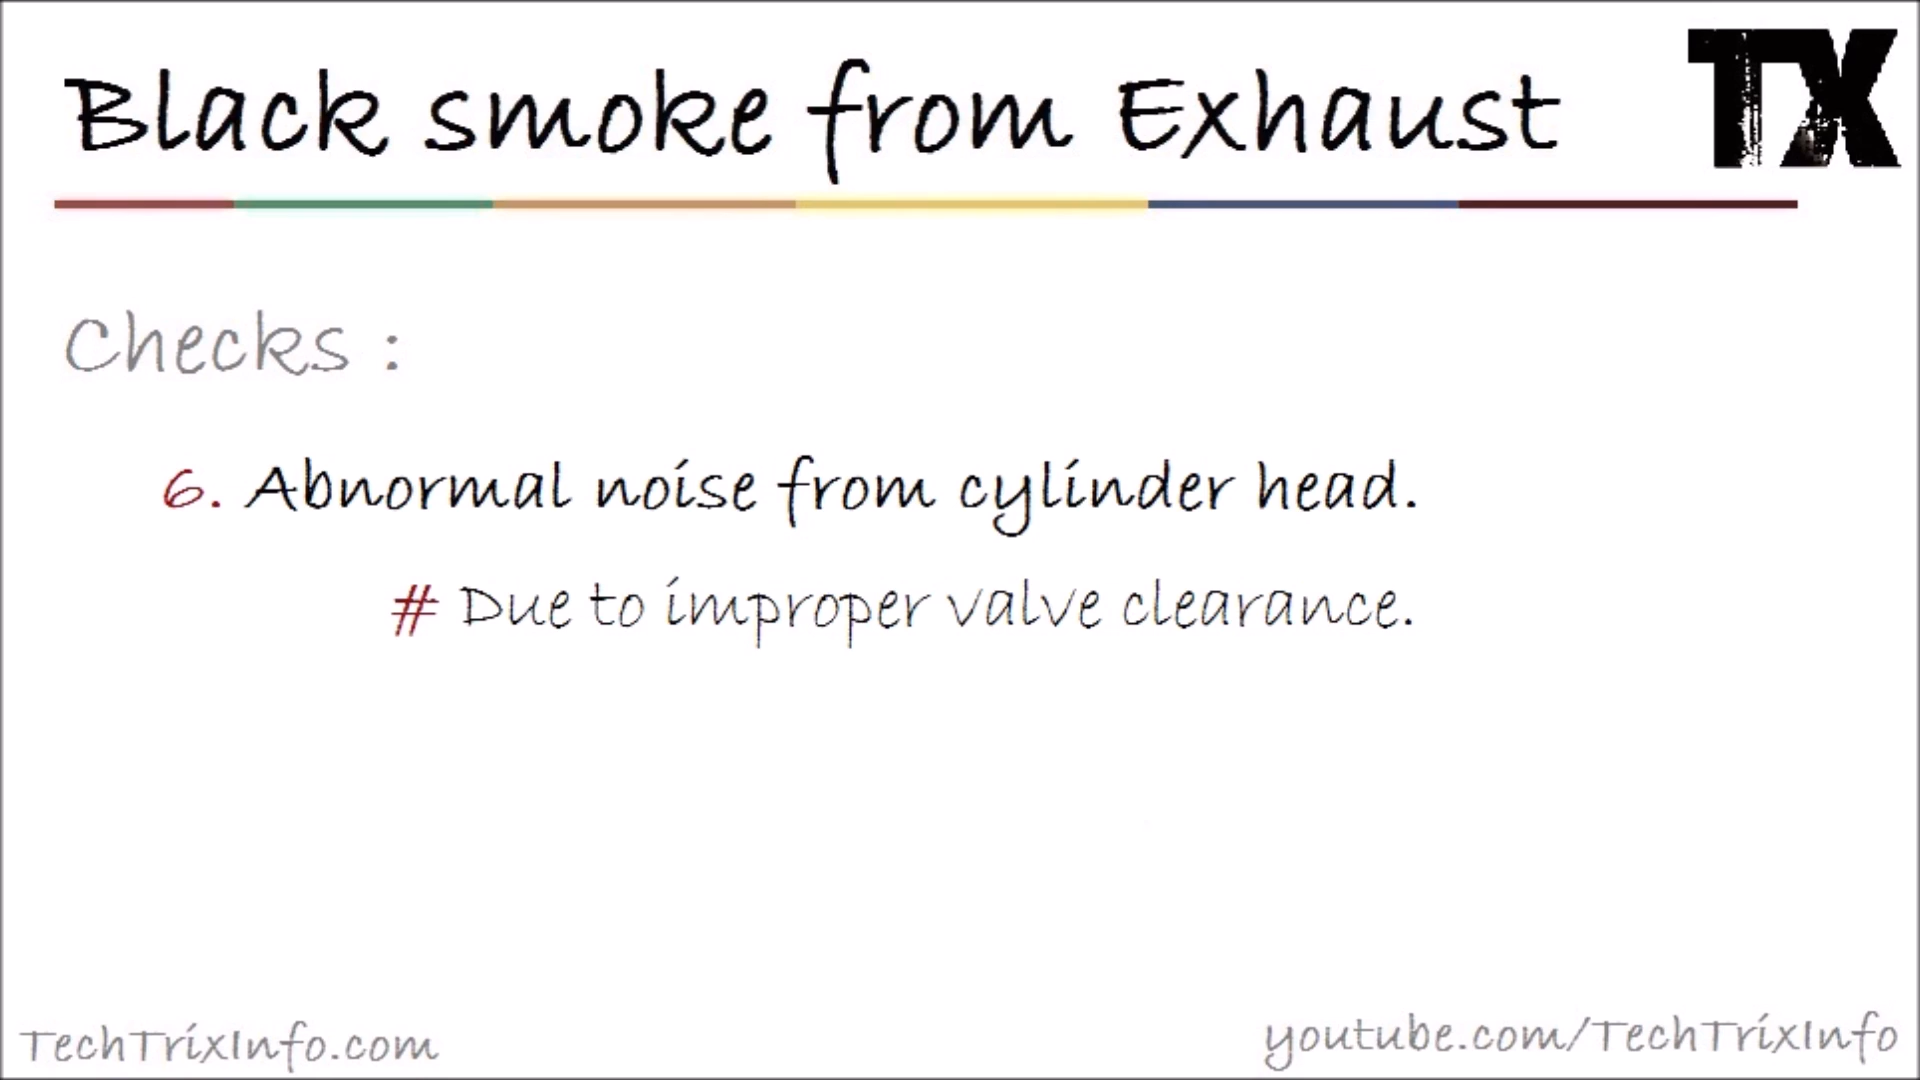 Black smoke from Exhaust
TX
Checks :
6. Abnormal noise from cylinder head.
# Due to improper valve clearance.
TechTrixInfo.com
youtube.com/TechTrixInfo